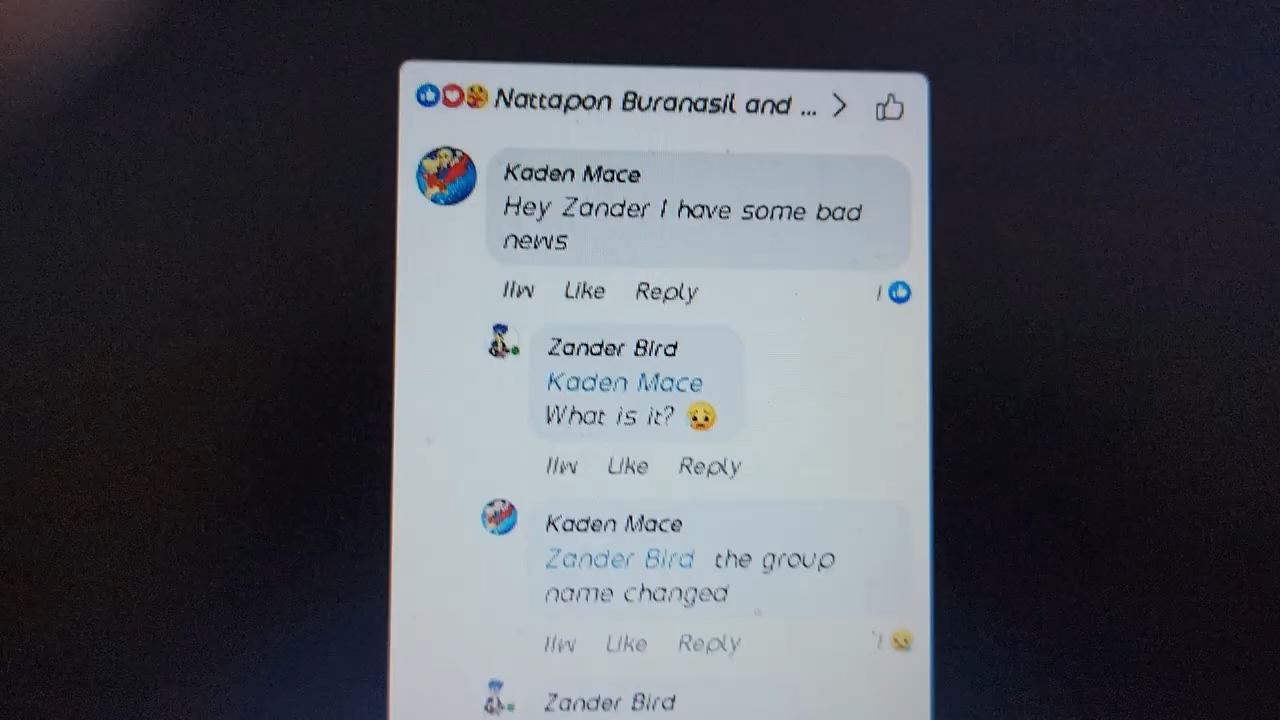 Nattapon Buranasil and ...
Kaden Mace
Hey Zander I have some bad
news
11w Like Reply 1
Zander Bird
Kaden Mace
What is it?
11w Like Reply
Kaden Mace
Zander Bird the group
name changed
11w Like Reply 1
Zander Bird